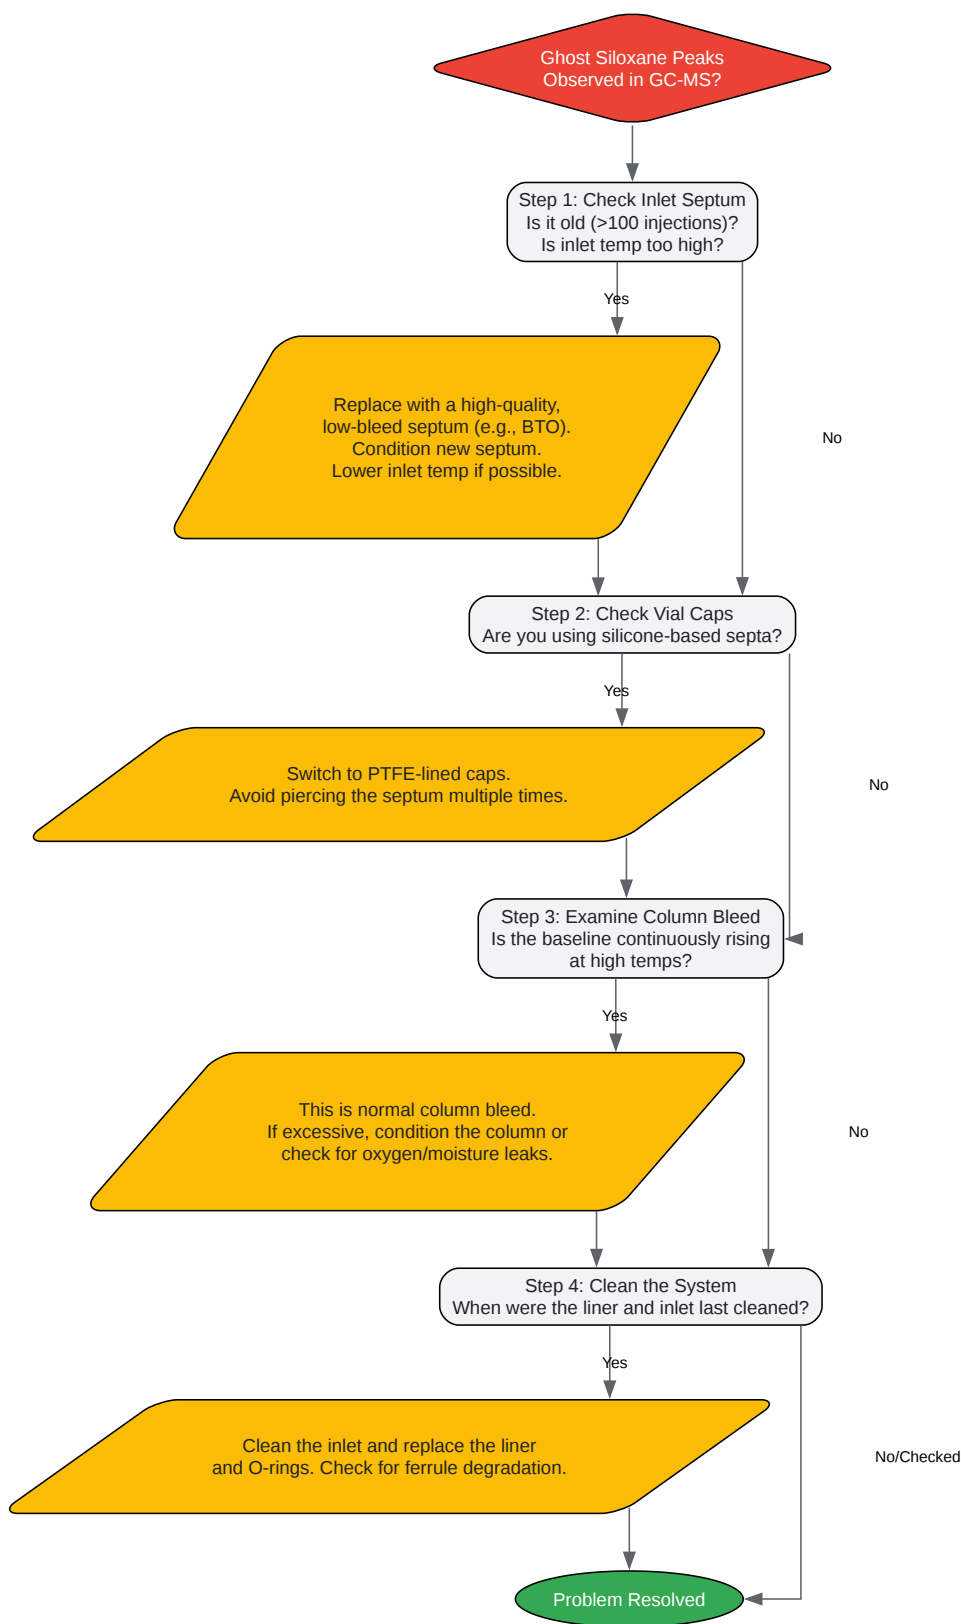 Ghost Siloxane Peaks
Observed in GC-MS?
Step 1: Check Inlet Septum
Is it old (>100 injections)?
Is inlet temp too high?
Yes
Replace with a high-quality,
low-bleed septum (e.g., BTO).
Condition new septum.
Lower inlet temp if possible.
No
Step 2: Check Vial Caps
Are you using silicone-based septa?
Yes
Switch to PTFE-lined caps.
Avoid piercing the septum multiple times.
No
Step 3: Examine Column Bleed
Is the baseline continuously rising
at high temps?
Yes
This is normal column bleed.
If excessive, condition the column or
check for oxygen/moisture leaks.
No
Step 4: Clean the System
When were the liner and inlet last cleaned?
Yes
Clean the inlet and replace the liner
and O-rings. Check for ferrule degradation.
No/Checked
Problem Resolved